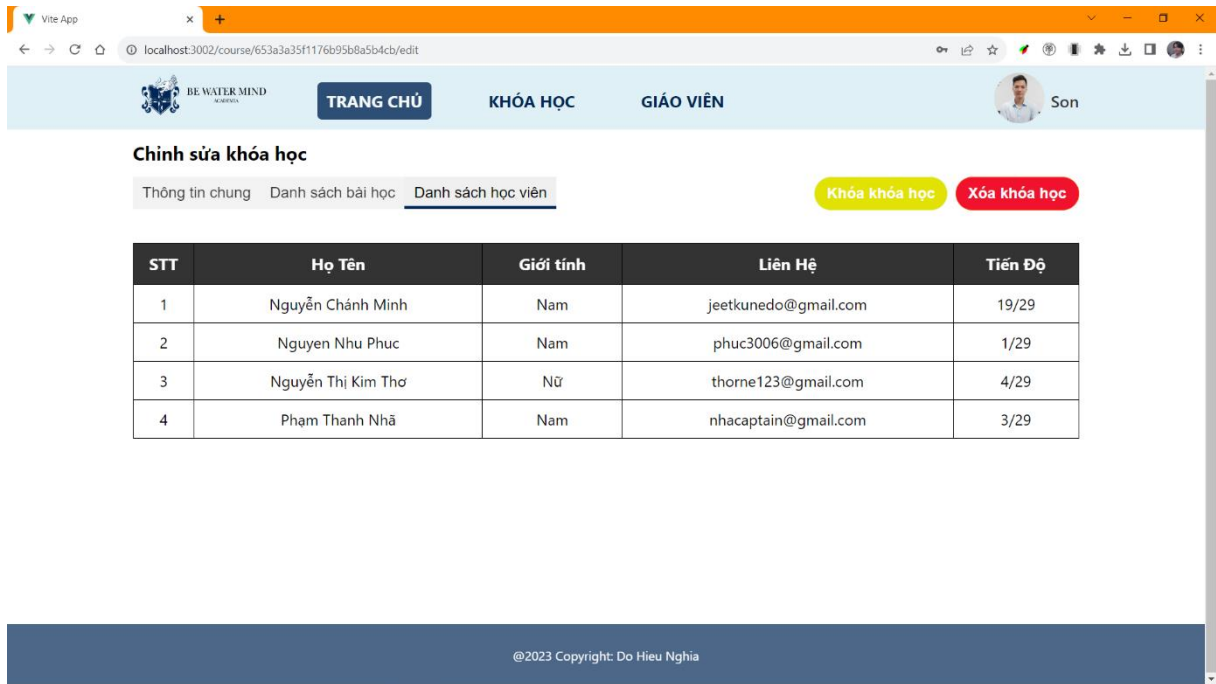 Vite App
localhost:3002/course/653a3a35f1176b95b8a5b4cb/edit
BE WATER MIND
ACADEMIA
TRANG CHỦ KHÓA HỌC GIÁO VIÊN Son
Chỉnh sửa khóa học
Thông tin chung Danh sách bài học Danh sách học viên Khóa khóa học Xóa khóa học
STT Họ Tên Giới tính Liên Hệ Tiến Độ
1 Nguyễn Chánh Minh Nam jeetkunedo@gmail.com 19/29
2 Nguyen Nhu Phuc Nam phuc3006@gmail.com 1/29
3 Nguyễn Thị Kim Thơ Nữ thorne123@gmail.com 4/29
4 Phạm Thanh Nhã Nam nhacaptain@gmail.com 3/29
@2023 Copyright: Do Hieu Nghia